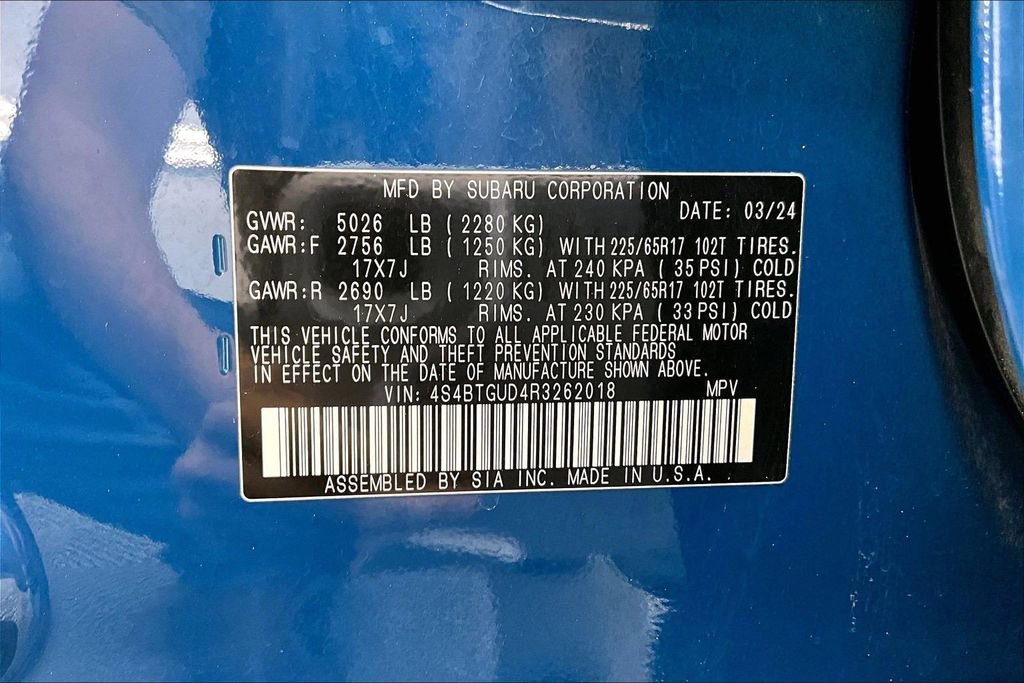 MFD BY SUBARU CORPORATION
DATE: 03/24
GVWR: 5026 LB ( 2280 KG)
GAWR:F 2756 LB ( 1250 KG) WITH 225/65R17 102T TIRES.
17X7J RIMS. AT 240 KPA ( 35 PSI) COLD
GAWR:R 2690 LB ( 1220 KG) WITH 225/65R17 102T TIRES.
17X7J RIMS. AT 230 KPA ( 33 PSI) COLD
THIS VEHICLE CONFORMS TO ALL APPLICABLE FEDERAL MOTOR
VEHICLE SAFETY AND THEFT PREVENTION STANDARDS
IN EFFECT ON THE DATE OF MANUFACTURE SHOWN ABOVE.
VIN: 4S4BTGUD4R3262018 MPV
ASSEMBLED BY SIA INC. MADE IN U.S.A.